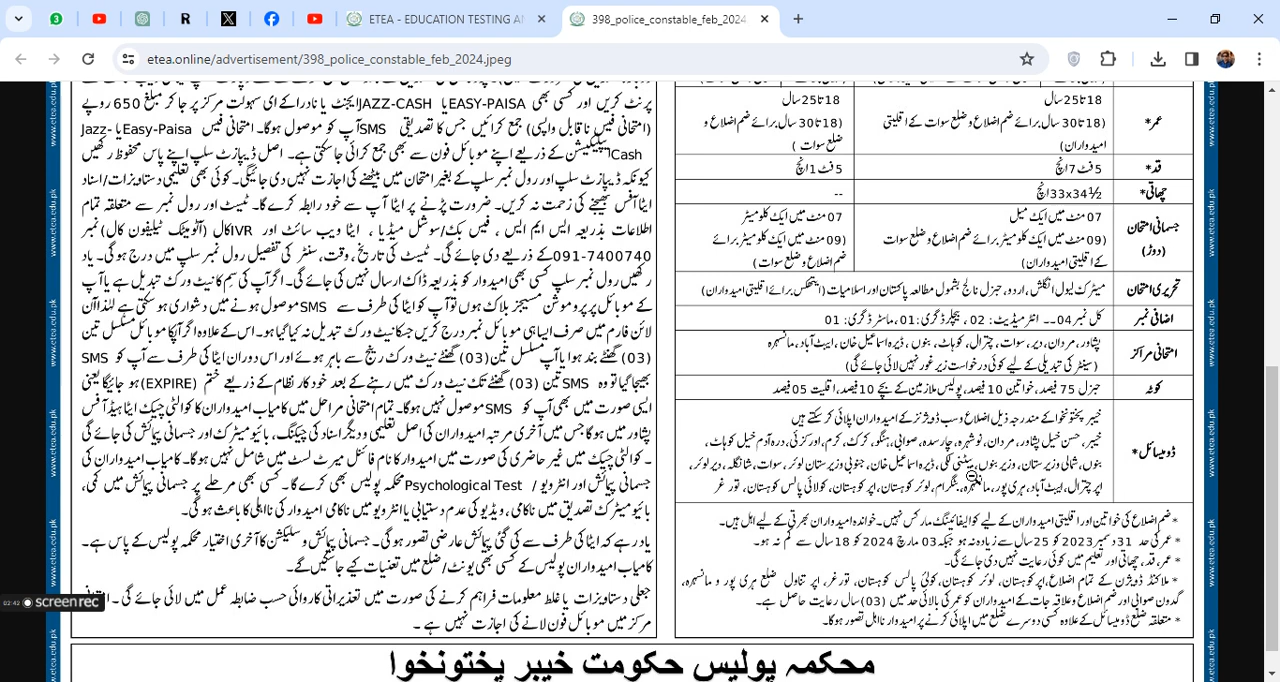 ETEA - EDUCATION TESTING AN
398_police_constable_feb_2024.
etea.online/advertisement/398_police_constable_feb_2024.jpeg
18 تا 25 سال
(18 تا 30 سال برائے ضم اضلاع و ضلع سوات کے اقلیتی
امیدواران)
18 تا 25 سال
(18 تا 30 سال برائے ضم اضلاع و
ضلع سوات)
عمر*
5 فٹ 7 انچ
5 فٹ 1 انچ
قد*
33x34½ انچ
--
چھاتی*
07 منٹ میں ایک میل
(09 منٹ میں ایک کلومیٹر برائے ضم اضلاع و ضلع سوات
کے اقلیتی امیدواران)
07 منٹ میں ایک کلومیٹر
(09 منٹ میں ایک کلومیٹر برائے
ضم اضلاع و ضلع سوات)
جسمانی امتحان
(دوڑ)
تحریری امتحان
میٹرک لیول انگلش، اردو، جنرل نالج بشمول مطالعہ پاکستان اور اسلامیات (ایتھکس برائے اقلیتی امیدواران)
اضافی نمبر
کل نمبر 04۔۔ انٹرمیڈیٹ: 02، بیچلر ڈگری: 01، ماسٹر ڈگری: 01
امتحانی مراکز
پشاور، مردان، دیر، سوات، چترال، کوہاٹ، بنوں، ڈیرہ اسماعیل خان، ایبٹ آباد، مانسہرہ
(سینٹر کی تبدیلی کے لیے کوئی درخواست زیر غور نہیں لائی جائے گی)
کوٹہ
جنرل 75 فیصد، خواتین 10 فیصد، پولیس ملازمین کے بچے 10 فیصد، اقلیت 05 فیصد
ڈومیسائل*
خیبر پختونخوا کے مندرجہ ذیل اضلاع و سب ڈویژنز کے امیدواران اپلائی کر سکتے ہیں
خیبر، حسن خیل پشاور، مردان، نوشہرہ، چارسدہ، صوابی، ہنگو، کرک، کرم، اورکزئی، درہ آدم خیل کوہاٹ،
بنوں، شمالی وزیرستان، وزیر بنوں، بیٹنی لکی، ڈیرہ اسماعیل خان، جنوبی وزیرستان لوئر، سوات، شانگلہ، دیر لوئر،
اپر چترال، ایبٹ آباد، ہری پور، مانسہرہ، بٹگرام، لوئر کوہستان، اپر کوہستان، کولائی پالس کوہستان، تور غر
*ضم اضلاع کی خواتین اور اقلیتی امیدواران کے لیے کوالیفائینگ مارکس نہیں۔ خواندہ امیدواران بھرتی کے لیے اہل ہیں۔
*عمر کی حد 31 دسمبر 2023 کو 25 سال سے زیادہ نہ ہو جبکہ 03 مارچ 2024 کو 18 سال سے کم نہ ہو۔
*عمر، قد، چھاتی اور تعلیم میں کوئی رعایت نہیں دی جائے گی۔
*ملاکنڈ ڈویژن کے تمام اضلاع، اپر کوہستان، لوئر کوہستان، کولئی پالس کوہستان، تورغر، اپر تناول ضلع ہری پور و مانسہرہ،
گدون صوابی اور ضم اضلاع و علاقہ جات کے امیدواران کو عمر کی بالائی حد میں (03) سال رعایت حاصل ہے۔
*متعلقہ ضلع ڈومیسائل کے علاوہ کسی دوسرے ضلع میں اپلائی کرنے پر امیدوار نااہل تصور ہوگا۔
پرنٹ کریں اور کسی بھی EASY-PAISA یا JAZZ-CASH ایجنٹ یا نادرا کے ای سہولت مرکز پر جا کر مبلغ 650 روپے
(امتحانی فیس ناقابل واپسی) جمع کرائیں جس کا تصدیقی SMS آپ کو موصول ہوگا۔ امتحانی فیس Easy-Paisa یا Jazz-
Cash ایپلیکیشن کے ذریعے اپنے موبائل فون سے بھی جمع کرائی جا سکتی ہے۔ اصل ڈیپازٹ سلپ اپنے پاس محفوظ رکھیں
کیونکہ ڈیپازٹ سلپ اور رول نمبر سلپ کے بغیر امتحان میں بیٹھنے کی اجازت نہیں دی جائیگی۔ کوئی بھی تعلیمی دستاویزات/اسناد
ایٹا آفس بھیجنے کی زحمت نہ کریں۔ ضرورت پڑنے پر ایٹا آپ سے خود رابطہ کرے گا۔ ٹیسٹ اور رول نمبر سے متعلقہ تمام
اطلاعات بذریعہ ایس ایم ایس، فیس بک/سوشل میڈیا، ایٹا ویب سائٹ اور IVR کال (آٹومیٹک ٹیلیفون کال) نمبر
091-7400740 کے ذریعے دی جائے گی۔ ٹیسٹ کی تاریخ، وقت، سنٹر کی تفصیل رول نمبر سلپ میں درج ہوگی۔ یاد
رکھیں رول نمبر سلپ کسی بھی امیدوار کو بذریعہ ڈاک ارسال نہیں کی جائے گی۔ اگر آپ کی سِم کا نیٹ ورک تبدیل ہے یا آپ
کے موبائل پر پروموشن مسیجز بلاک ہوں تو آپ کو ایٹا کی طرف سے SMS موصول ہونے میں دشواری ہو سکتی ہے لہٰذا آن
لائن فارم میں صرف ایسا ہی موبائل نمبر درج کریں جسکا نیٹ ورک تبدیل نہ کیا گیا ہو۔ اس کے علاوہ اگر آپکا موبائل مسلسل تین
(03) گھنٹے بند ہوا یا آپ مسلسل تین (03) گھنٹے نیٹ ورک رینج سے باہر ہوئے اور اس دوران ایٹا کی طرف سے آپ کو SMS
بھیجا گیا تو وہ SMS تین (03) گھنٹے تک نیٹ ورک میں رہنے کے بعد خود کار نظام کے ذریعے ختم (EXPIRE) ہو جائیگا یعنی
ایسی صورت میں بھی آپ کو SMS موصول نہیں ہوگا۔ تمام امتحانی مراحل میں کامیاب امیدواران کا کوالٹی چیک ایٹا ہیڈ آفس
پشاور میں ہوگا جس میں آخری مرتبہ امیدواران کی اصل تعلیمی و دیگر اسناد کی چیکنگ، بائیو میٹرک اور جسمانی پیمائش کی جائے گی
۔ کوالٹی چیک میں غیر حاضری کی صورت میں امیدوار کا نام فائنل میرٹ لسٹ میں شامل نہیں ہوگا۔ کامیاب امیدواران کی
جسمانی پیمائش اور انٹرویو / Psychological Test محکمہ پولیس بھی کرے گا۔ کسی بھی مرحلے پر جسمانی پیمائش میں کمی،
بائیومیٹرک تصدیق میں ناکامی، ویڈیو کی عدم دستیابی یا انٹرویو میں ناکامی امیدوار کی نااہلی کا باعث ہوگی۔
یاد رہے کہ ایٹا کی طرف سے کی گئی پیمائش عارضی تصور ہوگی۔ جسمانی پیمائش و سلیکشن کا آخری اختیار محکمہ پولیس کے پاس ہے۔
کامیاب امیدواران پولیس کے کسی بھی یونٹ/ضلع میں تعنیات کیے جا سکیں گے۔
جعلی دستاویزات یا غلط معلومات فراہم کرنے کی صورت میں تعذیراتی کاروائی حسب ضابطہ عمل میں لائی جائے گی۔
مرکز میں موبائل فون لانے کی اجازت نہیں ہے۔
02:42 screen rec
www.etea.edu.pk
محکمہ پولیس حکومت خیبر پختونخوا